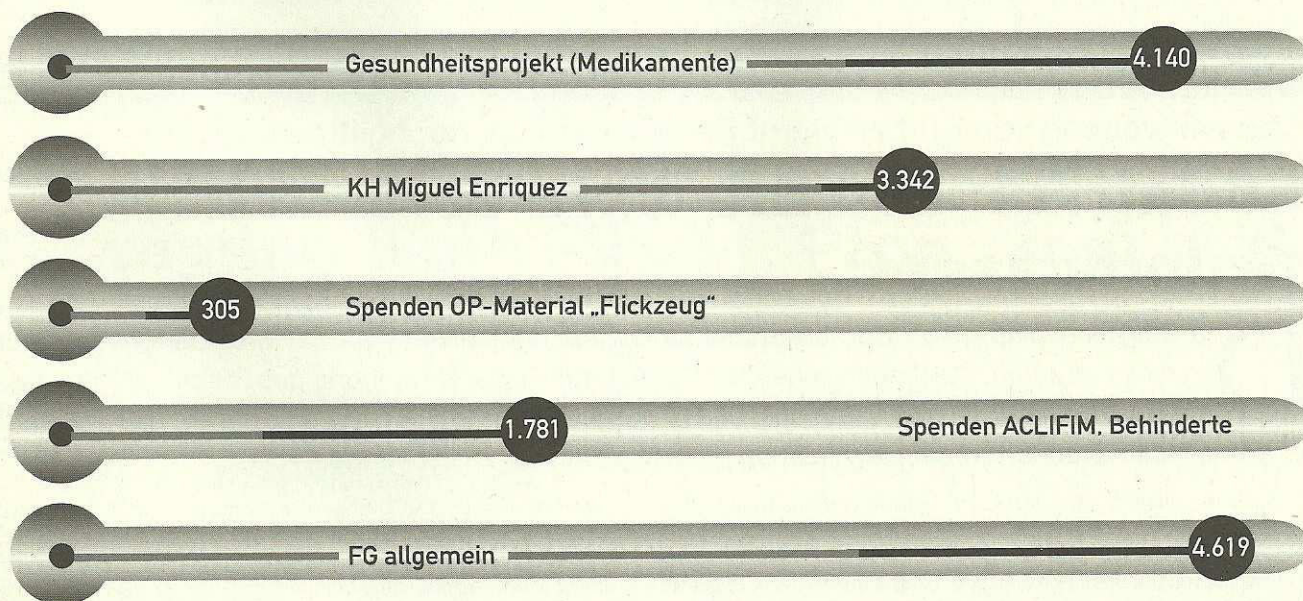 Gesundheitsprojekt (Medikamente) 4.140
KH Miguel Enriquez 3.342
305 Spenden OP-Material „Flickzeug“
1.781 Spenden ACLIFIM, Behinderte
FG allgemein 4.619